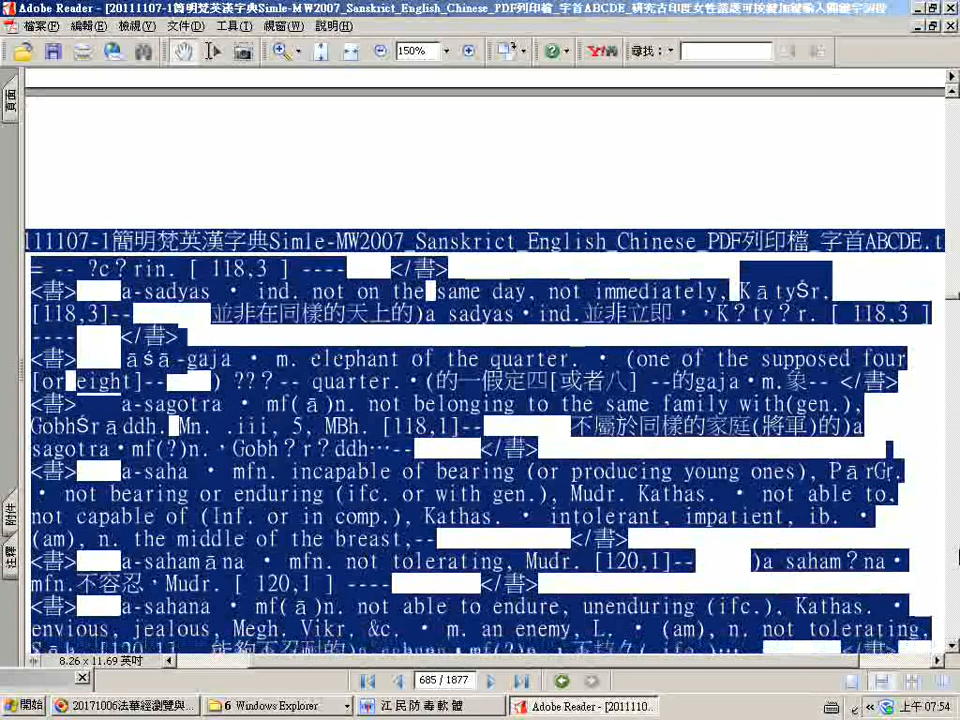 Adobe Reader - [20111107-1簡明梵英漢字典Simle-MW2007_Sanskrict_English_Chinese_PDF列印檔_字首ABCDE_研究古印度女性議題可按
檔案(F) 編輯(E) 檢視(V) 文件(D) 工具(T) 視窗(W) 說明(H)
150% 尋找:
頁面
111107-1簡明梵英漢字典Simle-MW2007_Sanskrict_English_Chinese_PDF列印檔_字首ABCDE.t
= -- ?c？rin. [ 118,3 ] ---- </書>
<書> a-sadyas ‧ ind. not on the same day, not immediately, KātyŚr.
[118,3]-- 並非在同樣的天上的)a sadyas‧ind.並非立即，，K？ty？r. [ 118,3 ]
---- </書>
<書> āśā-gaja ‧ m. elephant of the quarter. ‧ (one of the supposed four
[or eight]-- ) ???-- quarter.‧(的一假定四[或者八] --的gaja‧m.象-- </書>
<書> a-sagotra ‧ mf(ā)n. not belonging to the same family with(gen.),
GobhŚrāddh. Mn. .iii, 5, MBh. [118,1]-- 不屬於同樣的家庭(將軍)的)a
sagotra‧mf(?)n.，Gobh？r？ddh…-- </書>
<書> a-saha ‧ mfn. incapable of bearing (or producing young ones), PārGr.
‧ not bearing or enduring (ifc. or with gen.), Mudr. Kathas. ‧ not able to,
not capable of (Inf. or in comp.), Kathas. ‧ intolerant, impatient, ib. ‧
(am), n. the middle of the breast,-- </書>
<書> a-sahamāna ‧ mfn. not tolerating, Mudr. [120,1]-- )a saham？na‧
mfn.不容忍，Mudr. [ 120,1 ] ---- </書>
<書> a-sahana ‧ mf(ā)n. not able to endure, unenduring (ifc.), Kathas. ‧
envious, jealous, Megh. Vikr. &c. ‧ m. an enemy, L. ‧ (am), n. not tolerating,
附件
注釋
8.26 x 11.69 英吋
685 / 1877
開始 20171006法華經瀏覽與... 6 Windows Explorer 江民防毒軟體 Adobe Reader - [2011110... 上午 07:54